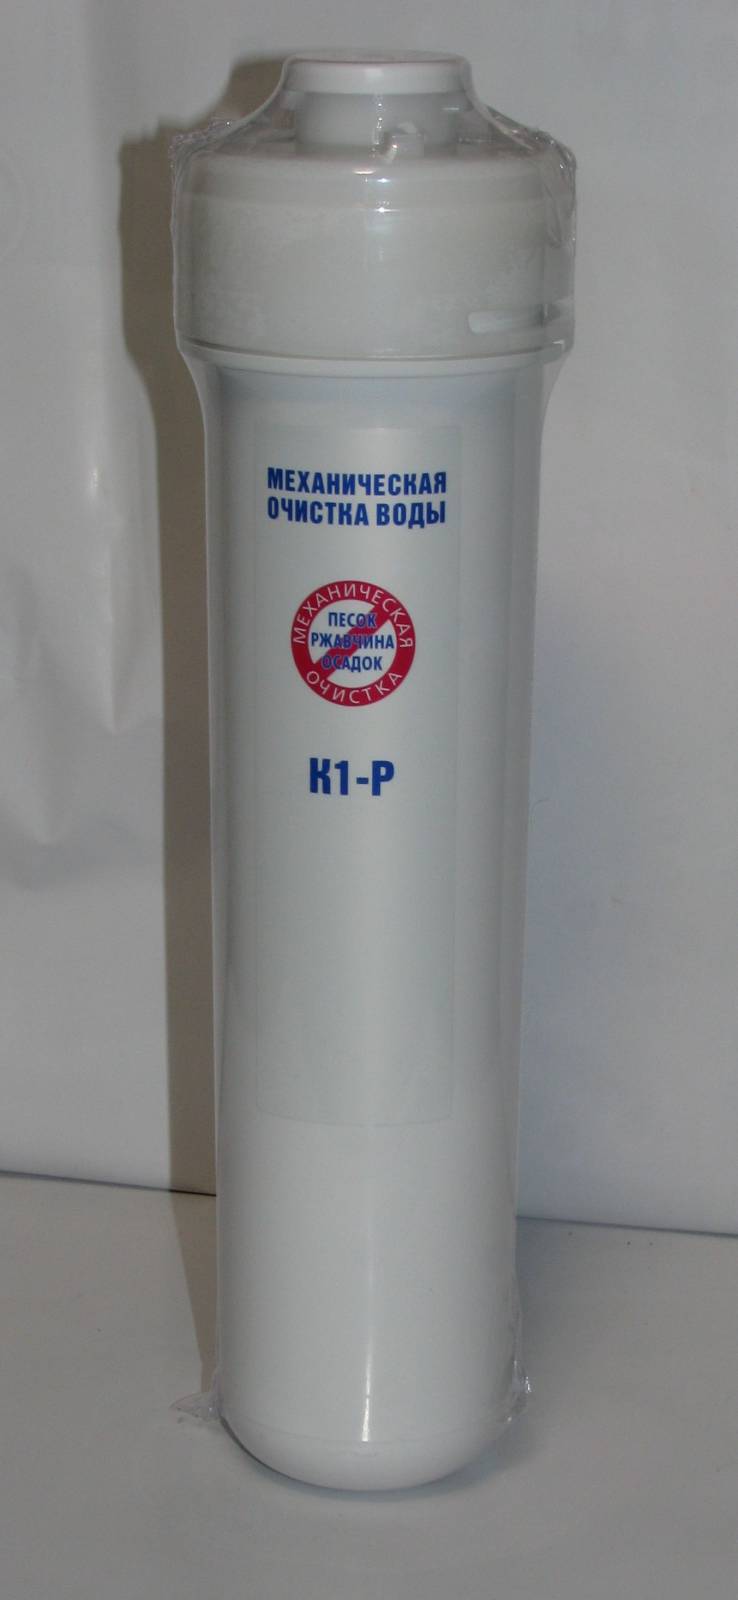 МЕХАНИЧЕСКАЯ
ОЧИСТКА ВОДЫ
МЕХАНИЧЕСКАЯ
ПЕСОК
РЖАВЧИНА
ОСАДОК
ОЧИСТКА
К1-Р